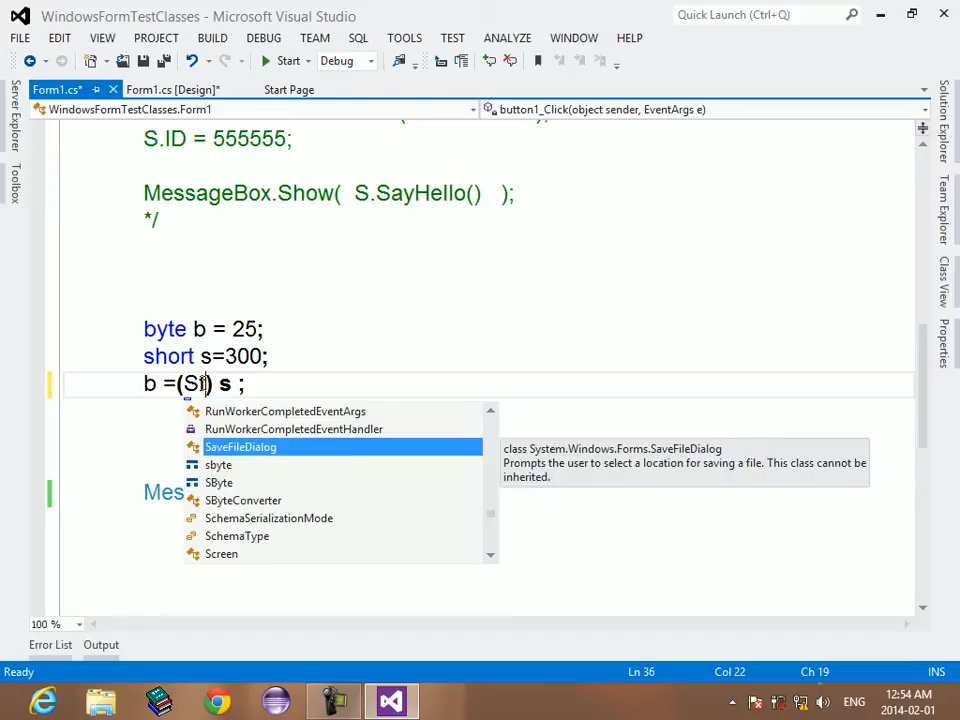 WindowsFormTestClasses - Microsoft Visual Studio
Quick Launch (Ctrl+Q)
FILE EDIT VIEW PROJECT BUILD DEBUG TEAM SQL TOOLS TEST ANALYZE WINDOW HELP
Start Debug
Form1.cs* Form1.cs [Design]* Start Page
WindowsFormTestClasses.Form1 button1_Click(object sender, EventArgs e)
Server Explorer
Toolbox
Solution Explorer
Team Explorer
Class View
Properties
S.ID = 555555;
MessageBox.Show( S.SayHello() );
*/
byte b = 25;
short s=300;
b =(S) s ;
RunWorkerCompletedEventArgs
RunWorkerCompletedEventHandler
SaveFileDialog
sbyte
SByte
SByteConverter
SchemaSerializationMode
SchemaType
Screen
class System.Windows.Forms.SaveFileDialog
Prompts the user to select a location for saving a file. This class cannot be
inherited.
Mes
100 %
Error List Output
Ready Ln 36 Col 22 Ch 19 INS
ENG 12:54 AM
2014-02-01